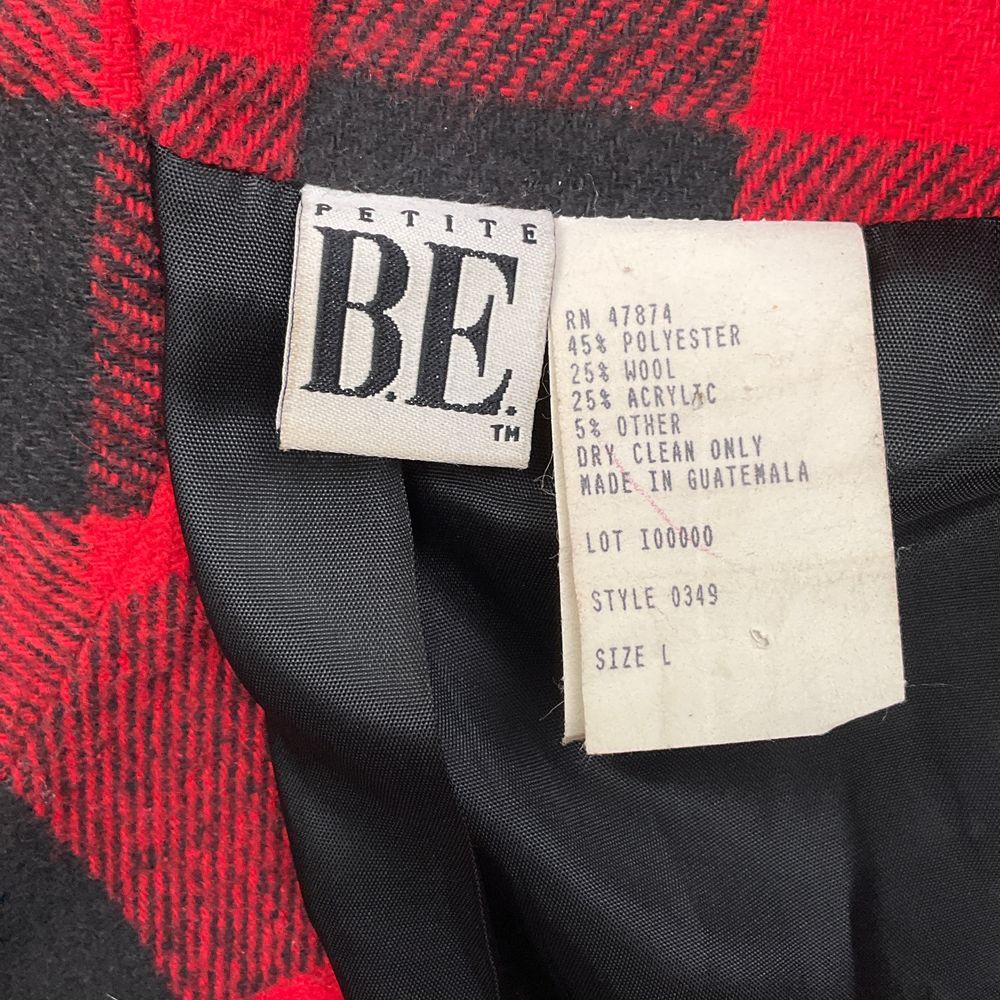 PETITE
B.E.
TM
RN 47874
45% POLYESTER
25% WOOL
25% ACRYLIC
5% OTHER
DRY CLEAN ONLY
MADE IN GUATEMALA
LOT I00000
STYLE 0349
SIZE L